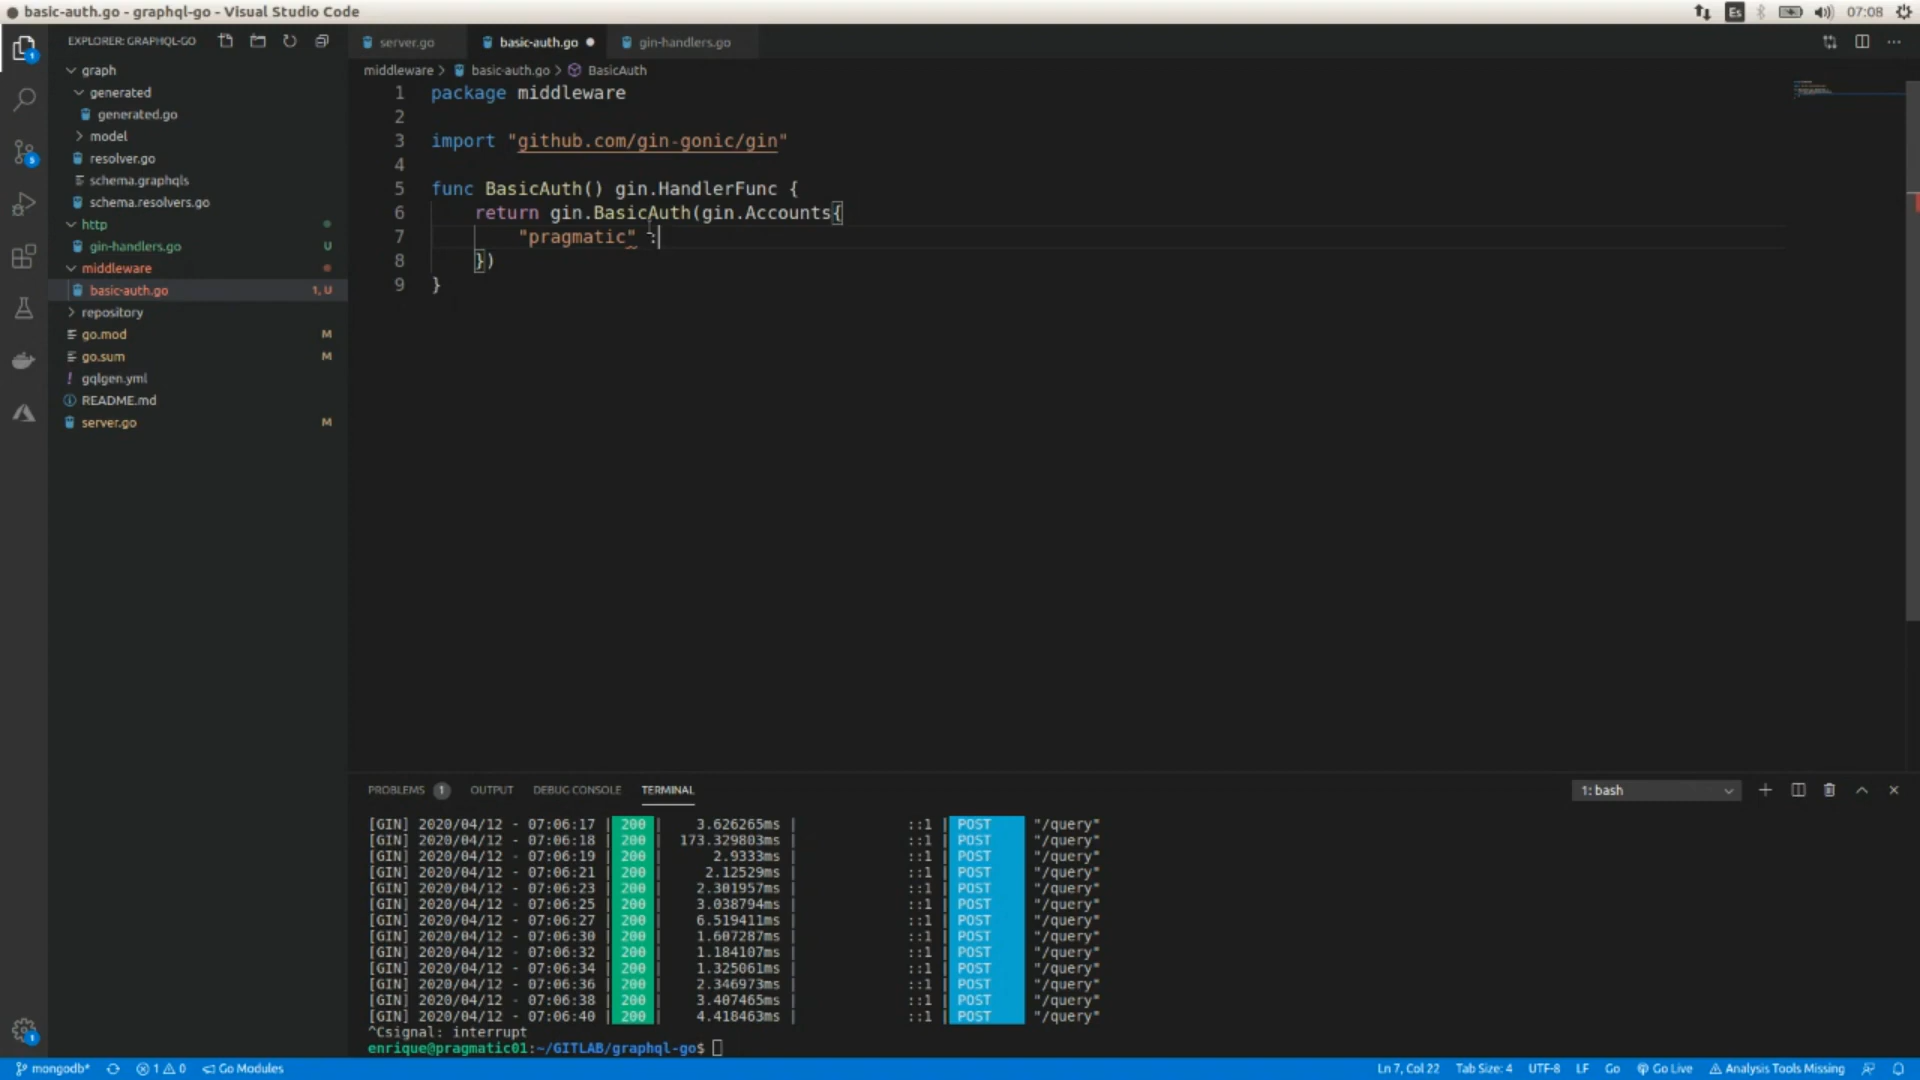 basic-auth.go - graphql-go - Visual Studio Code
Es
07:08
EXPLORER: GRAPHQL-GO
server.go
basic-auth.go
gin-handlers.go
graph
generated
generated.go
model
resolver.go
schema.graphqls
schema.resolvers.go
http
gin-handlers.go U
middleware
basic-auth.go 1, U
repository
go.mod M
go.sum M
gqlgen.yml
README.md
server.go M
middleware > basic-auth.go > BasicAuth
1 package middleware
2
3 import "github.com/gin-gonic/gin"
4
5 func BasicAuth() gin.HandlerFunc {
6 return gin.BasicAuth(gin.Accounts{
7 "pragmatic" :
8 })
9 }
PROBLEMS 1 OUTPUT DEBUG CONSOLE TERMINAL
1: bash
[GIN] 2020/04/12 - 07:06:17 | 200 | 3.626265ms | ::1 | POST "/query"
[GIN] 2020/04/12 - 07:06:18 | 200 | 173.329803ms | ::1 | POST "/query"
[GIN] 2020/04/12 - 07:06:19 | 200 | 2.9333ms | ::1 | POST "/query"
[GIN] 2020/04/12 - 07:06:21 | 200 | 2.12529ms | ::1 | POST "/query"
[GIN] 2020/04/12 - 07:06:23 | 200 | 2.301957ms | ::1 | POST "/query"
[GIN] 2020/04/12 - 07:06:25 | 200 | 3.038794ms | ::1 | POST "/query"
[GIN] 2020/04/12 - 07:06:27 | 200 | 6.519411ms | ::1 | POST "/query"
[GIN] 2020/04/12 - 07:06:30 | 200 | 1.607287ms | ::1 | POST "/query"
[GIN] 2020/04/12 - 07:06:32 | 200 | 1.184107ms | ::1 | POST "/query"
[GIN] 2020/04/12 - 07:06:34 | 200 | 1.325061ms | ::1 | POST "/query"
[GIN] 2020/04/12 - 07:06:36 | 200 | 2.346973ms | ::1 | POST "/query"
[GIN] 2020/04/12 - 07:06:38 | 200 | 3.407465ms | ::1 | POST "/query"
[GIN] 2020/04/12 - 07:06:40 | 200 | 4.418463ms | ::1 | POST "/query"
^Csignal: interrupt
enrique@pragmatic01:~/GITLAB/graphql-go$
mongodb* 1 0 Go Modules
Ln 7, Col 22 Tab Size: 4 UTF-8 LF Go Go Live Analysis Tools Missing